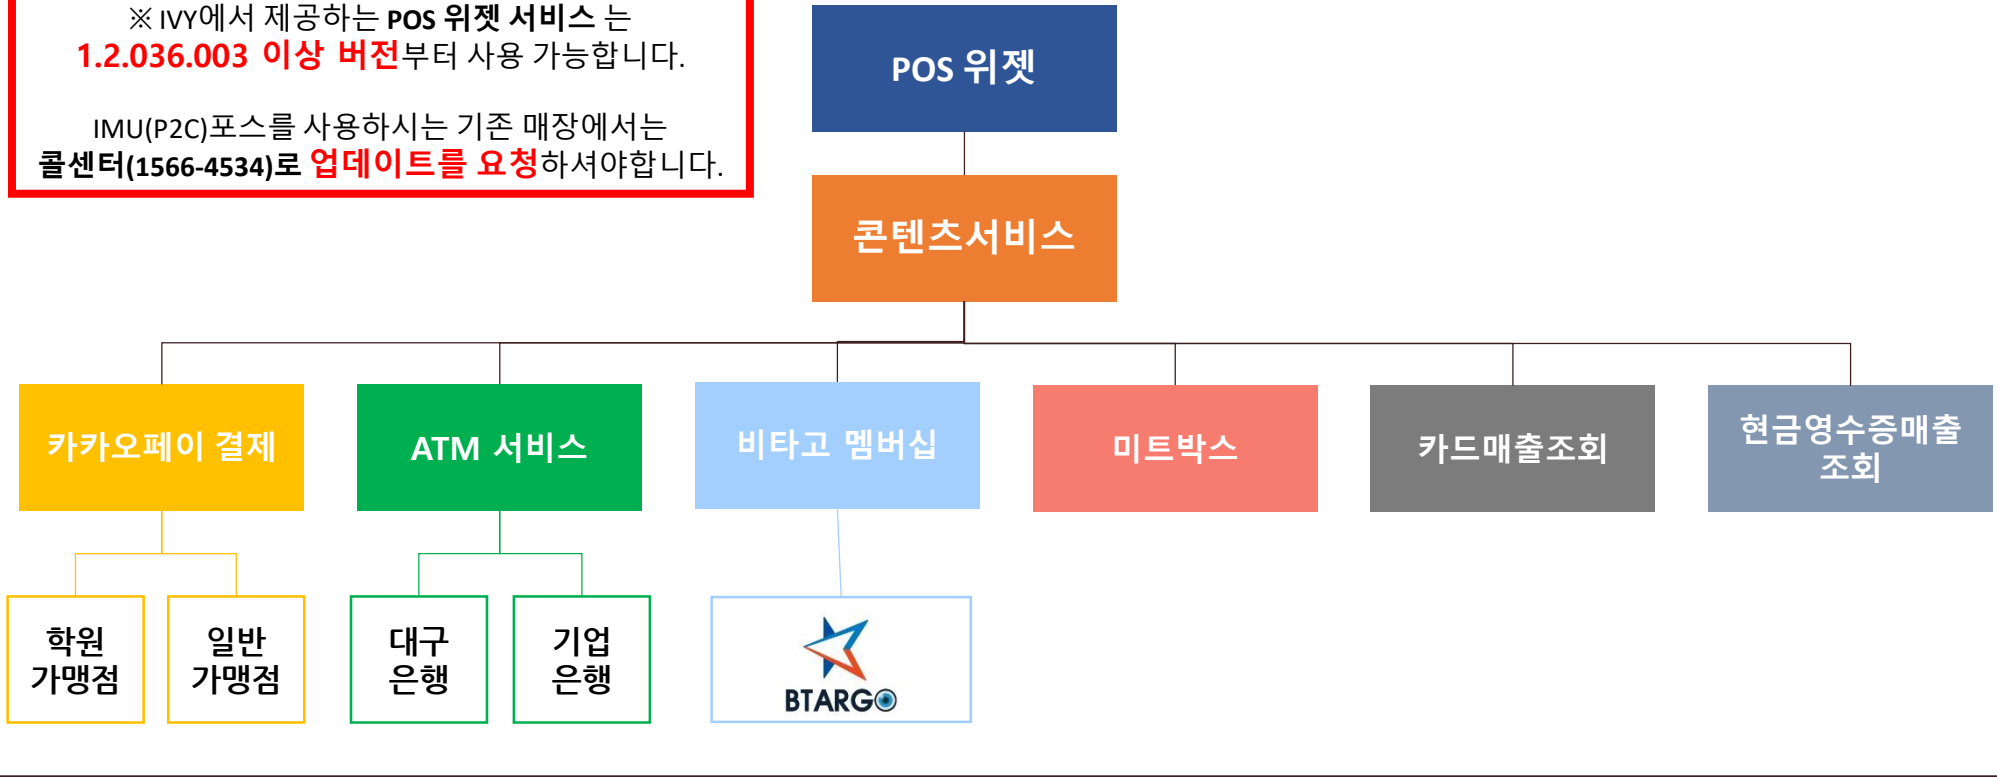 ※ IVY에서 제공하는 POS 위젯 서비스 는
1.2.036.003 이상 버전부터 사용 가능합니다.
IMU(P2C)포스를 사용하시는 기존 매장에서는
콜센터(1566-4534)로 업데이트를 요청하셔야합니다.
POS 위젯
콘텐츠서비스
카카오페이 결제
ATM 서비스
비타고 멤버십
미트박스
카드매출조회
현금영수증매출
조회
학원
가맹점
일반
가맹점
대구
은행
기업
은행
BTARGO